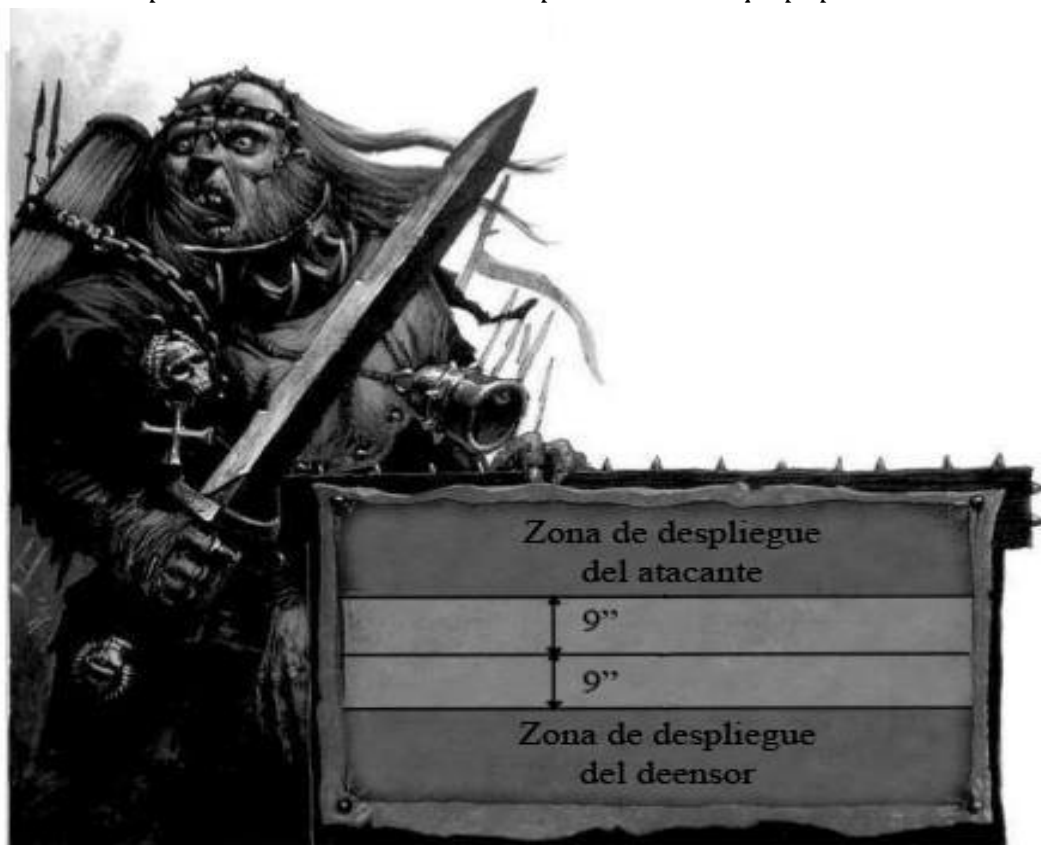 Zona de despliegue
del atacante
9”
9”
Zona de despliegue
del deensor